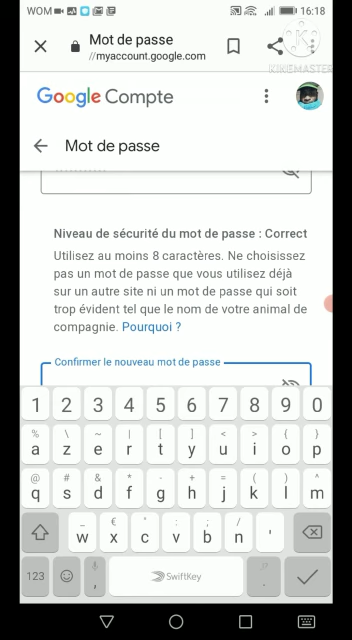 WOM 16:18
Mot de passe
//myaccount.google.com
KINEMASTER
Google Compte
Mot de passe
Niveau de sécurité du mot de passe : Correct
Utilisez au moins 8 caractères. Ne choisissez
pas un mot de passe que vous utilisez déjà
sur un autre site ni un mot de passe qui soit
trop évident tel que le nom de votre animal de
compagnie. Pourquoi ?
Confirmer le nouveau mot de passe
1 2 3 4 5 6 7 8 9 0
% \ ~ | [ ] < > { }
a z e r t y u i o p
@ # & * - + = ( ) ^
q s d f g h j k l m
_ € " : ; /
w x c v b n '
123 , SwiftKey .